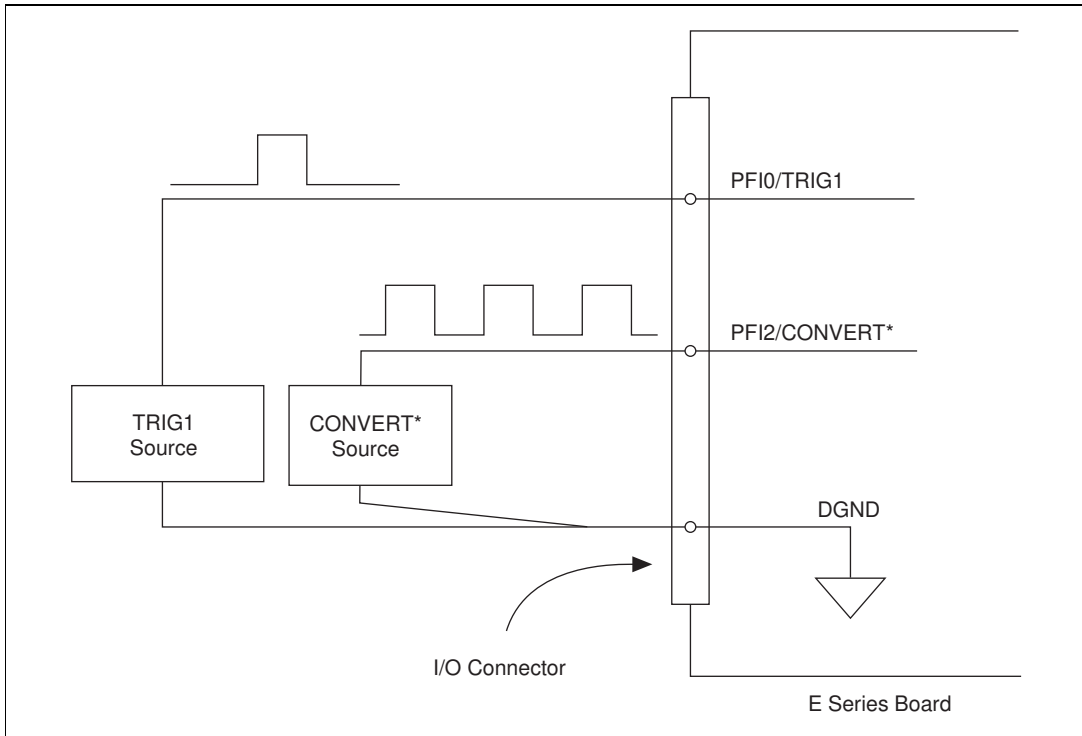 PFI0/TRIG1
PFI2/CONVERT*
TRIG1
Source
CONVERT*
Source
DGND
I/O Connector
E Series Board